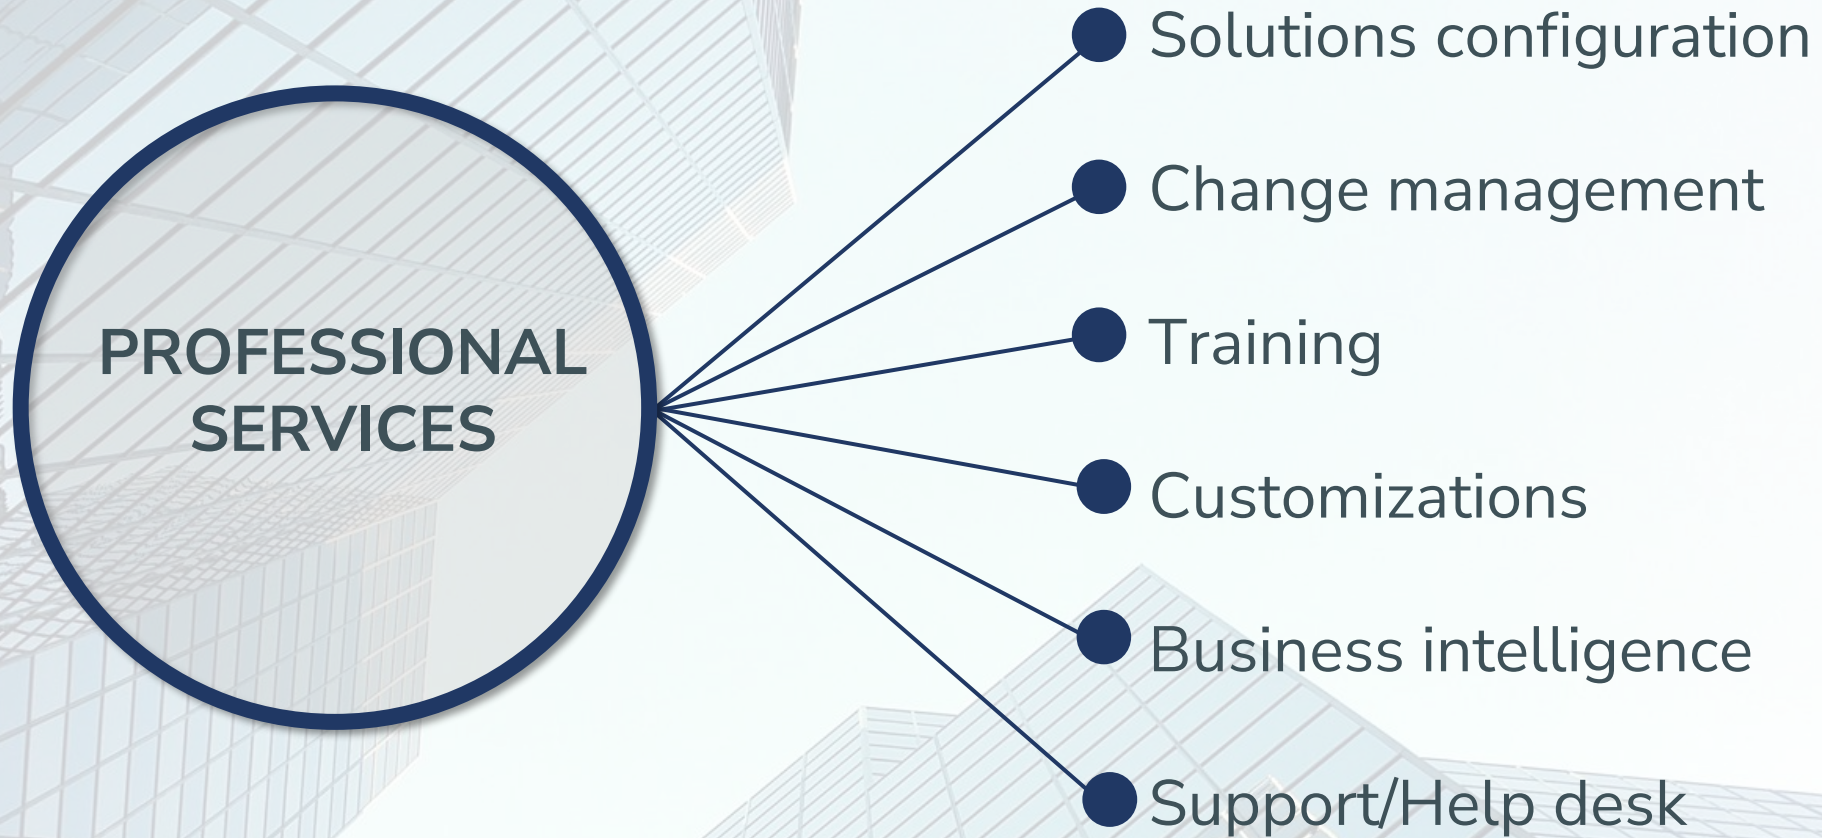 PROFESSIONAL
SERVICES
Solutions configuration
Change management
Training
Customizations
Business intelligence
Support/Help desk